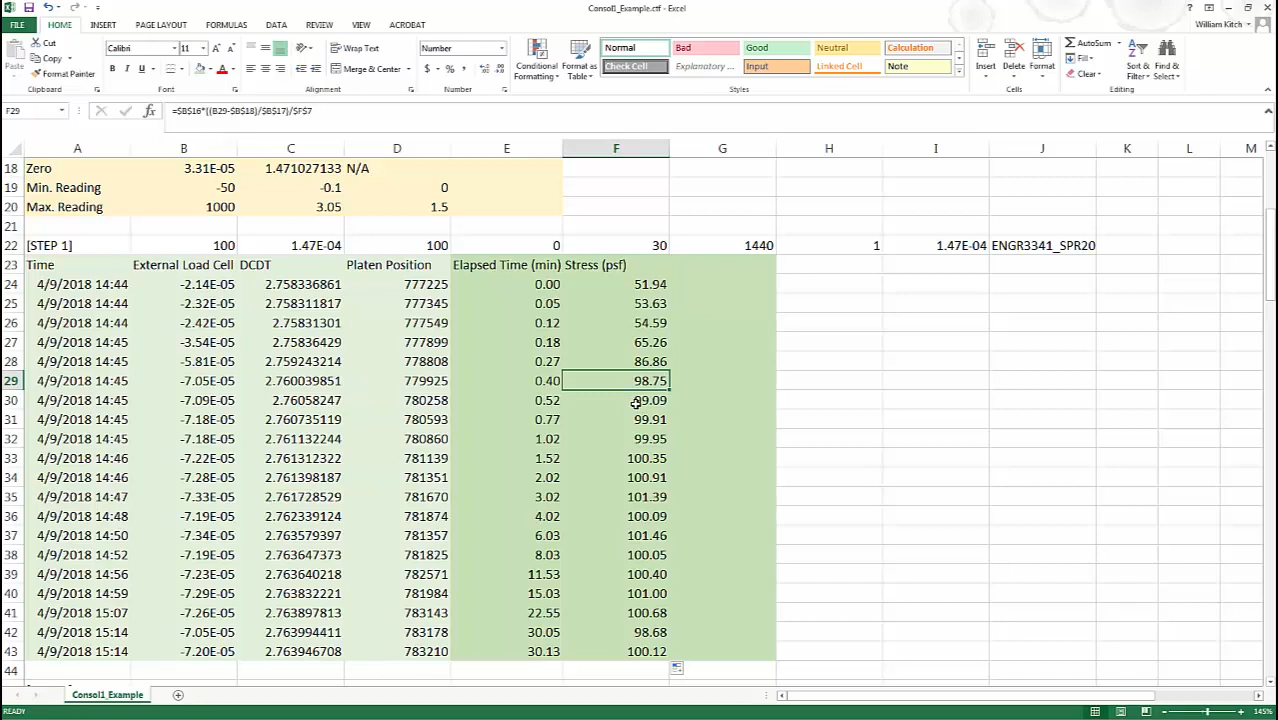 Consol1_Example.ctf - Excel
FILE HOME INSERT PAGE LAYOUT FORMULAS DATA REVIEW VIEW ACROBAT William Kitch
Cut Calibri 11 Wrap Text Number Normal Bad Good Neutral Calculation AutoSum
Copy Fill
Paste Format Painter B I U Merge & Center $ % Conditional Formatting Format as Table Check Cell Explanatory ... Input Linked Cell Note Insert Delete Format Clear Sort & Filter Find & Select
Clipboard Font Alignment Number Styles Cells Editing
F29 fx =$B$16*((B29-$B$18)/$B$17)/$F$7
A B C D E F G H I J K L M
18 Zero 3.31E-05 1.471027133 N/A
19 Min. Reading -50 -0.1 0
20 Max. Reading 1000 3.05 1.5
21
22 [STEP 1] 100 1.47E-04 100 0 30 1440 1 1.47E-04 ENGR3341_SPR20
23 Time External Load Cell DCDT Platen Position Elapsed Time (min) Stress (psf)
24 4/9/2018 14:44 -2.14E-05 2.758336861 777225 0.00 51.94
25 4/9/2018 14:44 -2.32E-05 2.758311817 777345 0.05 53.63
26 4/9/2018 14:44 -2.42E-05 2.75831301 777549 0.12 54.59
27 4/9/2018 14:44 -3.54E-05 2.75836429 777899 0.18 65.26
28 4/9/2018 14:45 -5.81E-05 2.759243214 778808 0.27 86.86
29 4/9/2018 14:45 -7.05E-05 2.760039851 779925 0.40 98.75
30 4/9/2018 14:45 -7.09E-05 2.76058247 780258 0.52 99.09
31 4/9/2018 14:45 -7.18E-05 2.760735119 780593 0.77 99.91
32 4/9/2018 14:45 -7.18E-05 2.761132244 780860 1.02 99.95
33 4/9/2018 14:46 -7.22E-05 2.761312322 781139 1.52 100.35
34 4/9/2018 14:46 -7.28E-05 2.761398187 781351 2.02 100.91
35 4/9/2018 14:47 -7.33E-05 2.761728529 781670 3.02 101.39
36 4/9/2018 14:48 -7.19E-05 2.762339124 781874 4.02 100.09
37 4/9/2018 14:50 -7.34E-05 2.763579397 781357 6.03 101.46
38 4/9/2018 14:52 -7.19E-05 2.763647373 781825 8.03 100.05
39 4/9/2018 14:56 -7.23E-05 2.763640218 782571 11.53 100.40
40 4/9/2018 14:59 -7.29E-05 2.763832221 781984 15.03 101.00
41 4/9/2018 15:07 -7.26E-05 2.763897813 783143 22.55 100.68
42 4/9/2018 15:14 -7.05E-05 2.763994411 783178 30.05 98.68
43 4/9/2018 15:14 -7.20E-05 2.763946708 783210 30.13 100.12
44
Consol1_Example
READY 145%